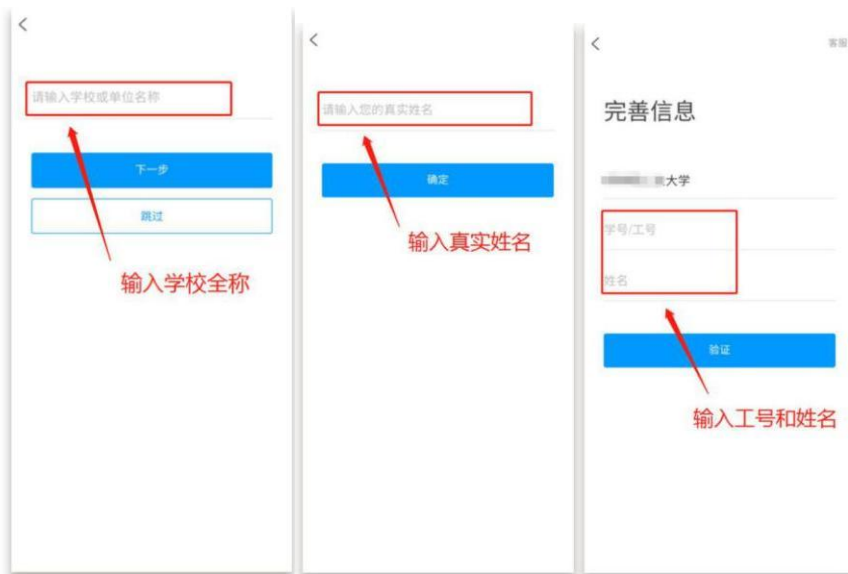 请输入学校或单位名称
下一步
跳过
输入学校全称
请输入您的真实姓名
确定
输入真实姓名
客服
完善信息
大学
学号/工号
姓名
验证
输入工号和姓名